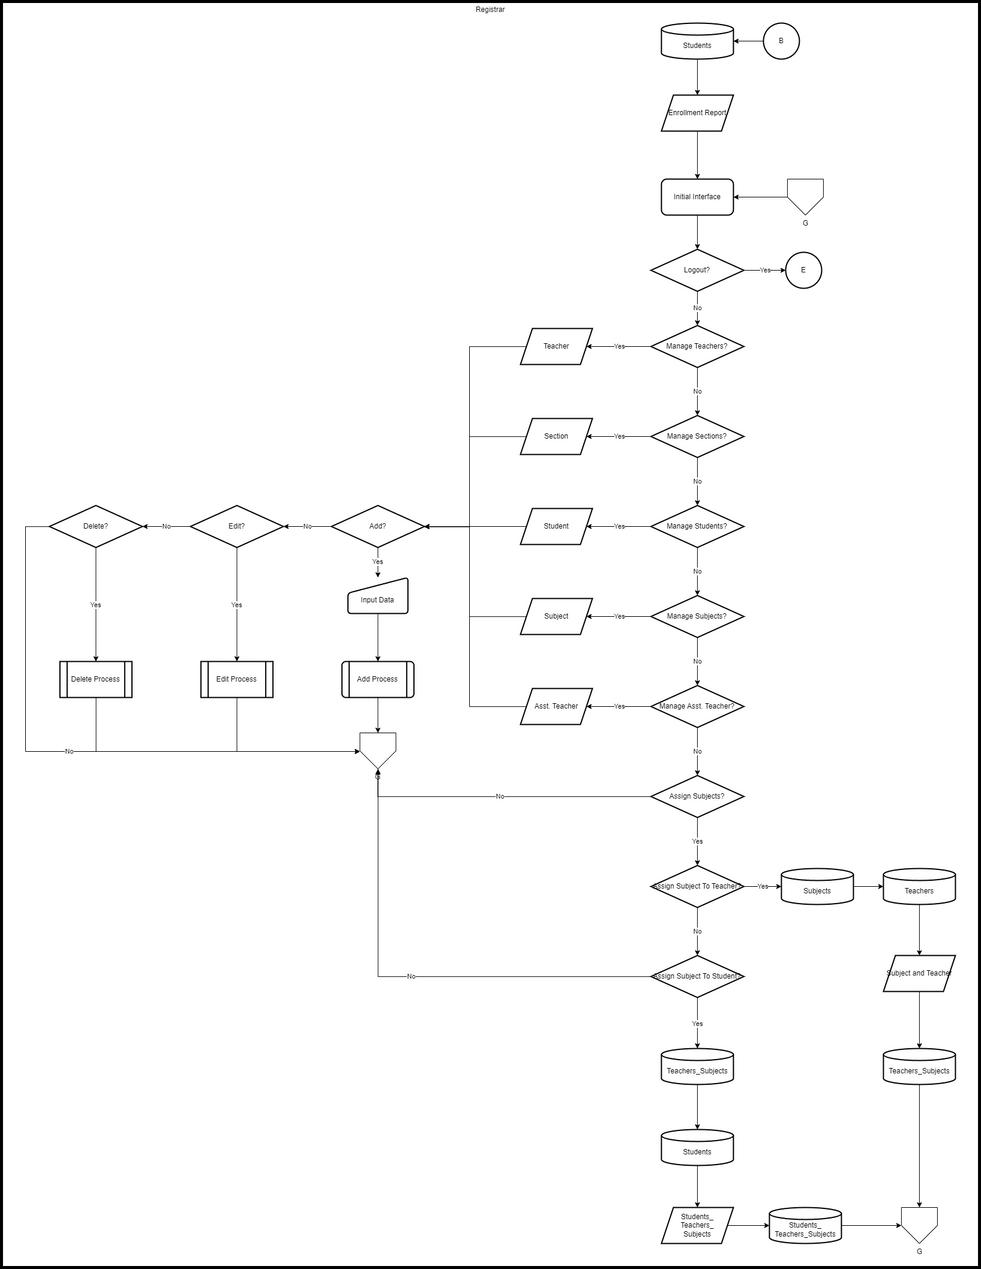 Registrar
Students
B
Enrollment Report
Initial Interface
G
Logout?
Yes
E
No
Teacher
Yes
Manage Teachers?
No
Section
Yes
Manage Sections?
No
Delete?
No
Edit?
No
Add?
Student
Yes
Manage Students?
Yes
No
Input Data
Yes
Yes
Subject
Yes
Manage Subjects?
No
Delete Process
Edit Process
Add Process
Asst. Teacher
Yes
Manage Asst. Teacher?
No
No
G
No
Assign Subjects?
Yes
Assign Subject To Teacher?
Yes
Subjects
Teachers
No
No
Assign Subject To Student?
Subject and Teacher
Yes
Teachers_Subjects
Teachers_Subjects
Students
Students_
Teachers_
Subjects
Students_
Teachers_Subjects
G